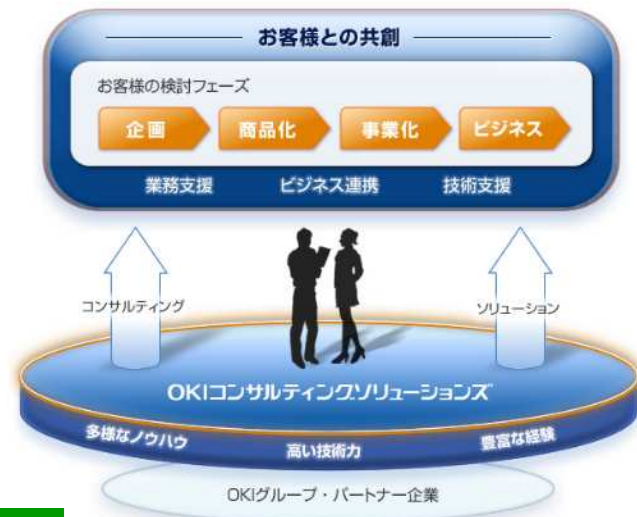 お客様との共創
お客様の検討フェーズ
企画 商品化 事業化 ビジネス
業務支援 ビジネス連携 技術支援
コンサルティング ソリューション
OKIコンサルティングソリューションズ
多様なノウハウ 高い技術力 豊富な経験
OKIグループ・パートナー企業